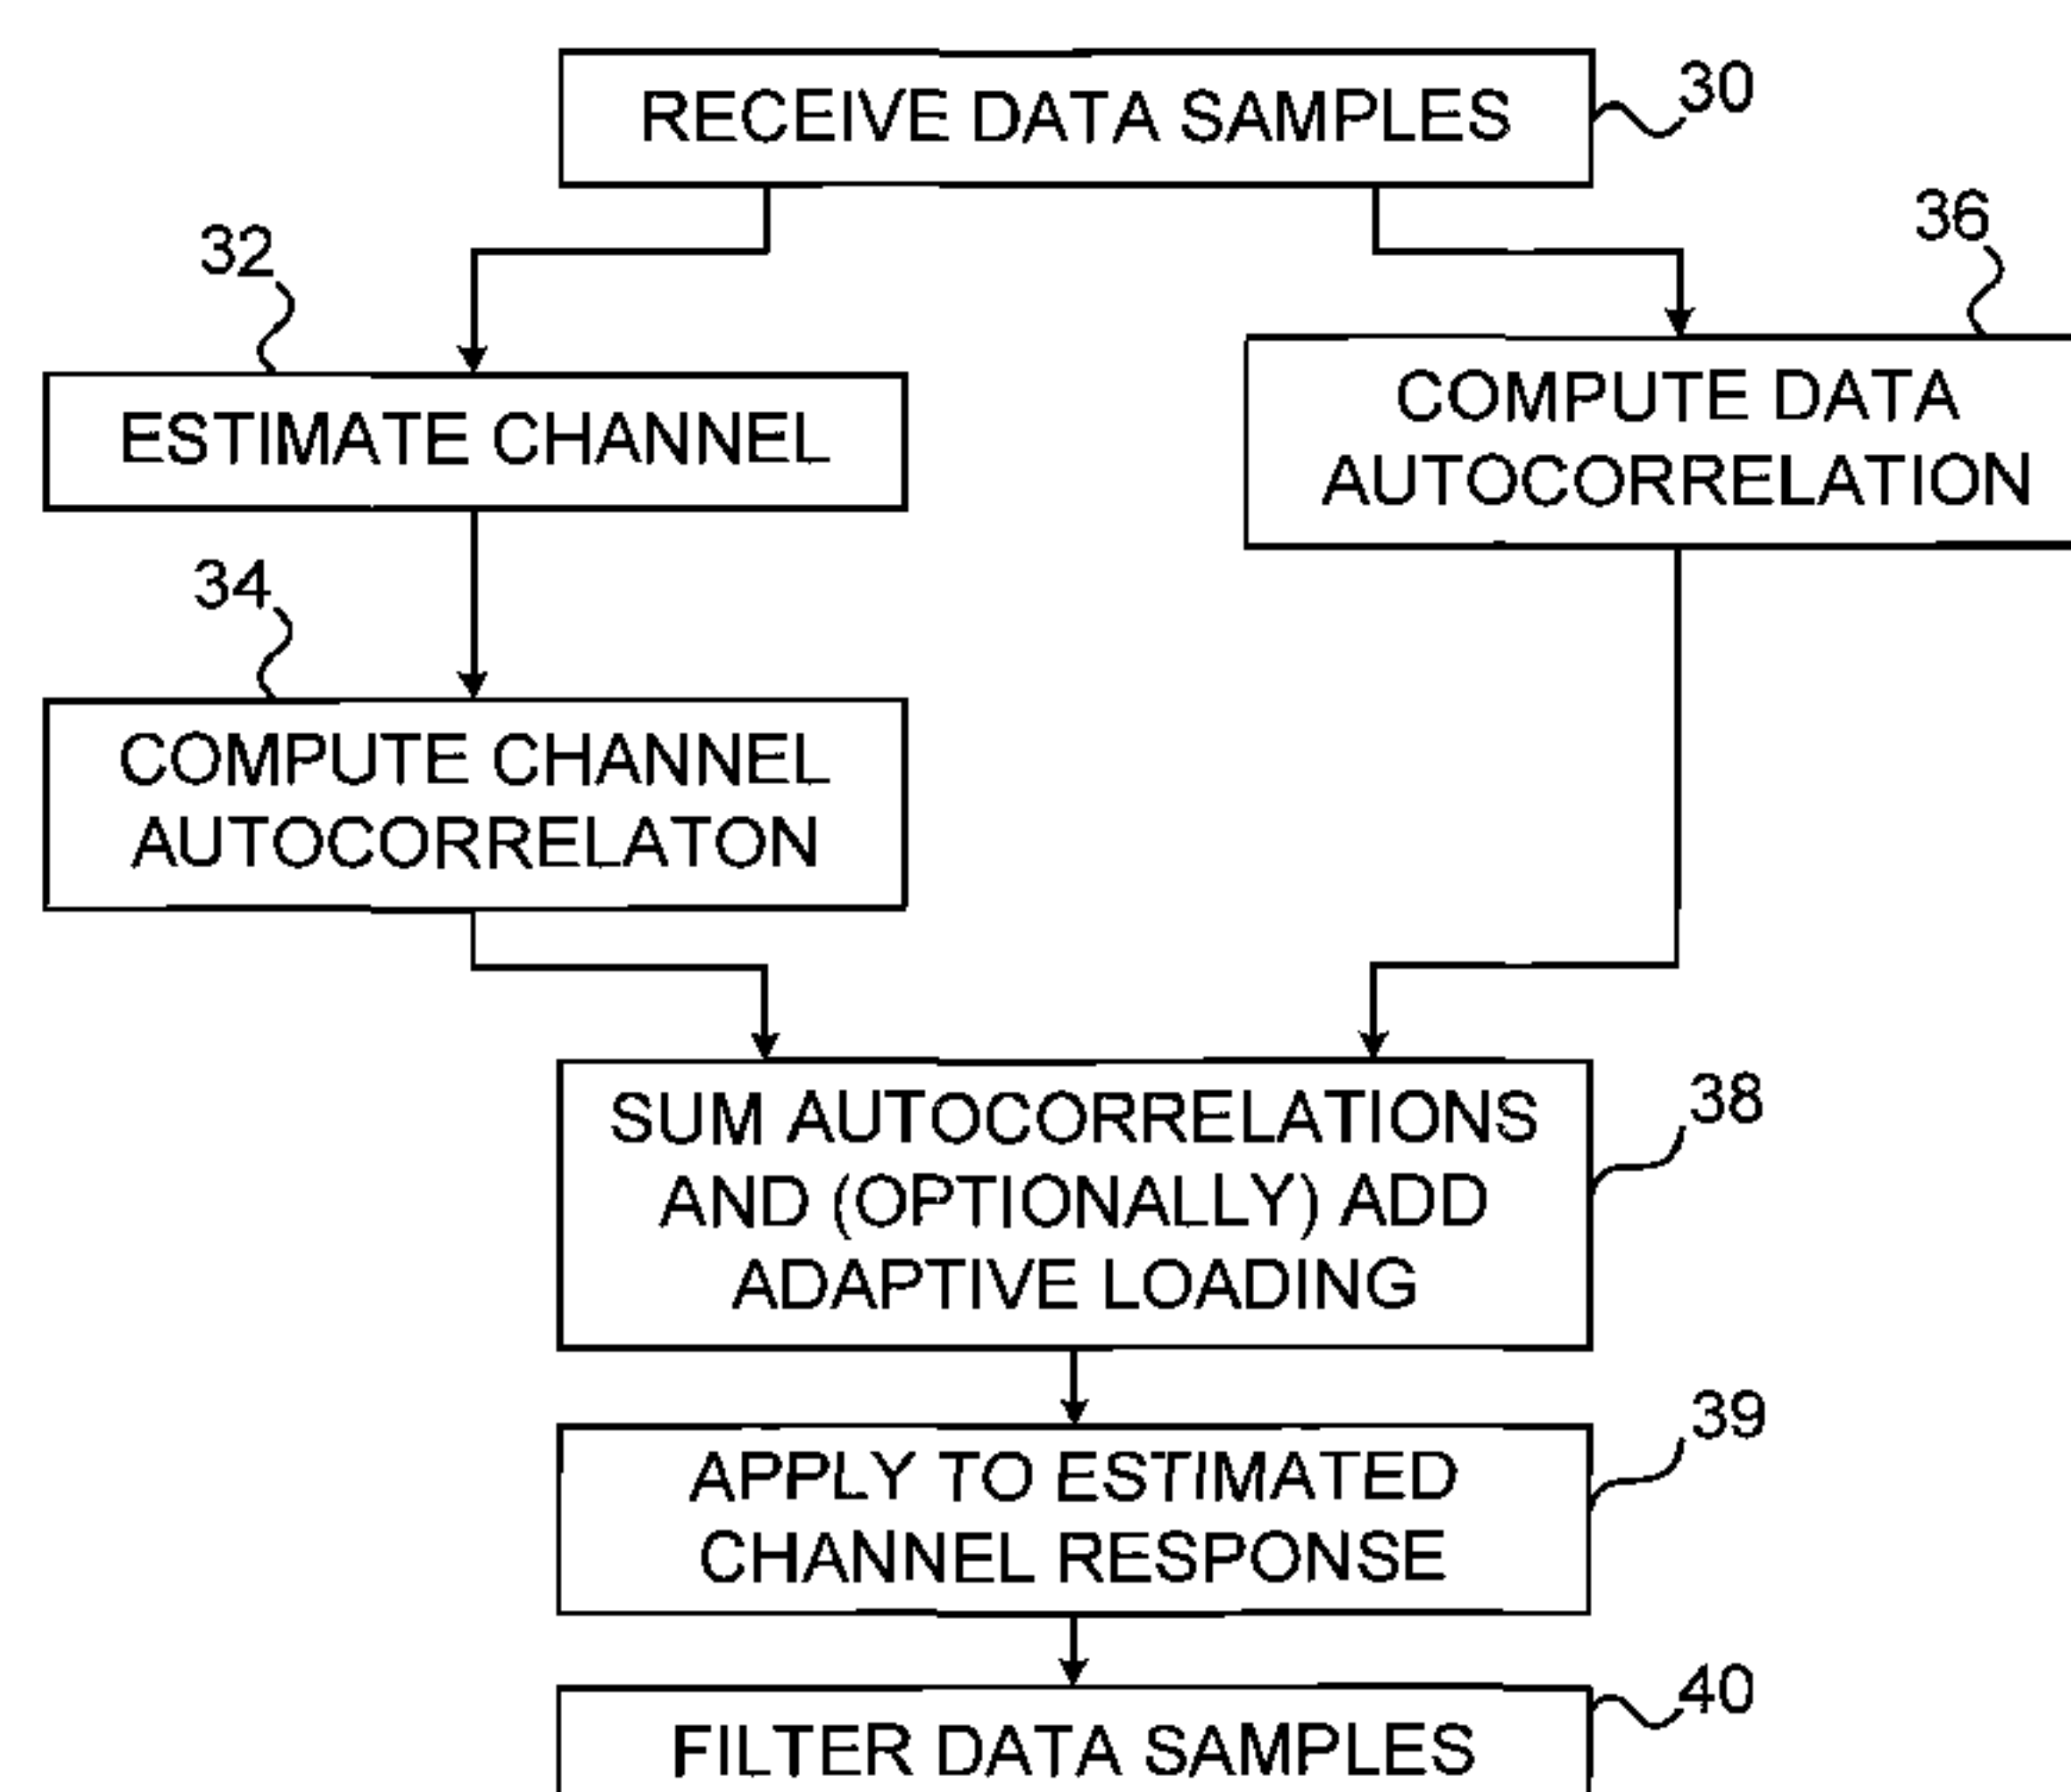 RECEIVE DATA SAMPLES
30
32
36
ESTIMATE CHANNEL
COMPUTE DATA
AUTOCORRELATION
34
COMPUTE CHANNEL
AUTOCORRELATON
SUM AUTOCORRELATIONS
AND (OPTIONALLY) ADD
ADAPTIVE LOADING
38
APPLY TO ESTIMATED
CHANNEL RESPONSE
39
FILTER DATA SAMPLES
40